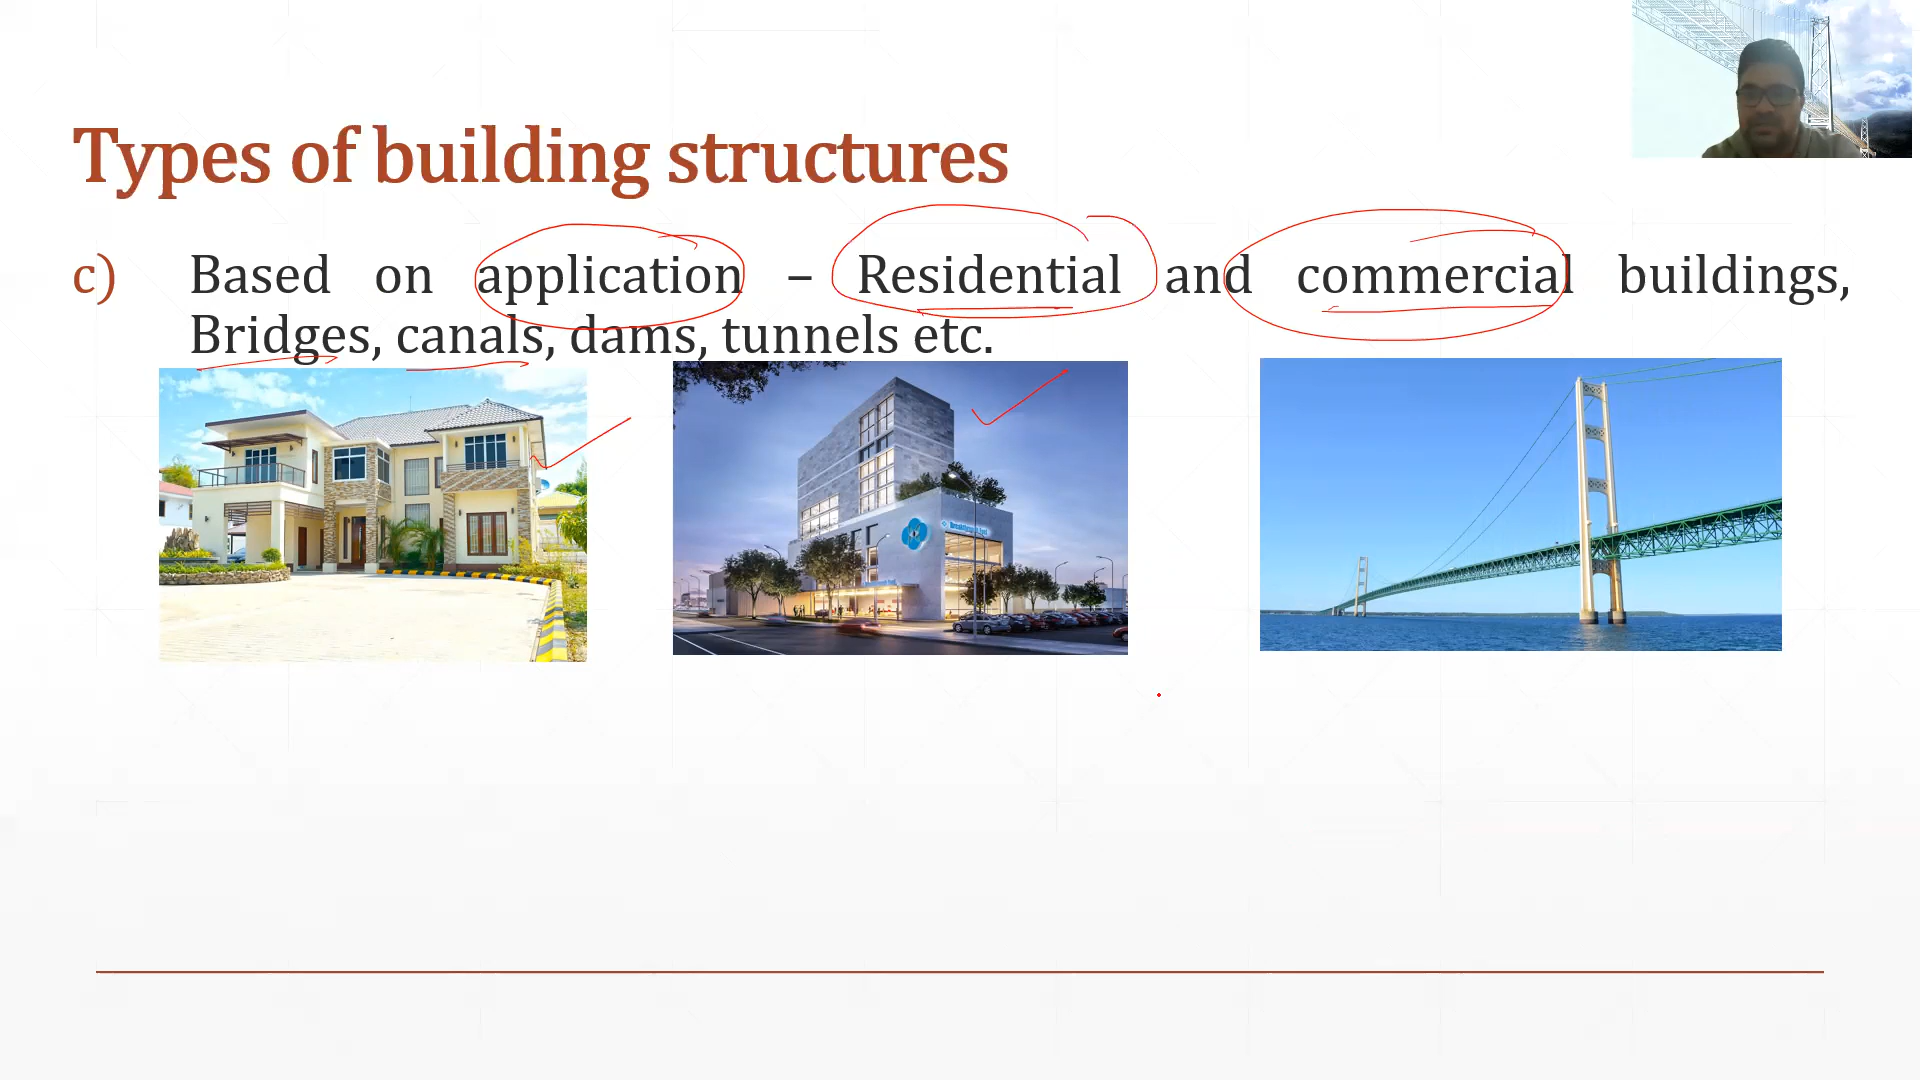 Types of building structures
c) Based on application – Residential and commercial buildings,
Bridges, canals, dams, tunnels etc.